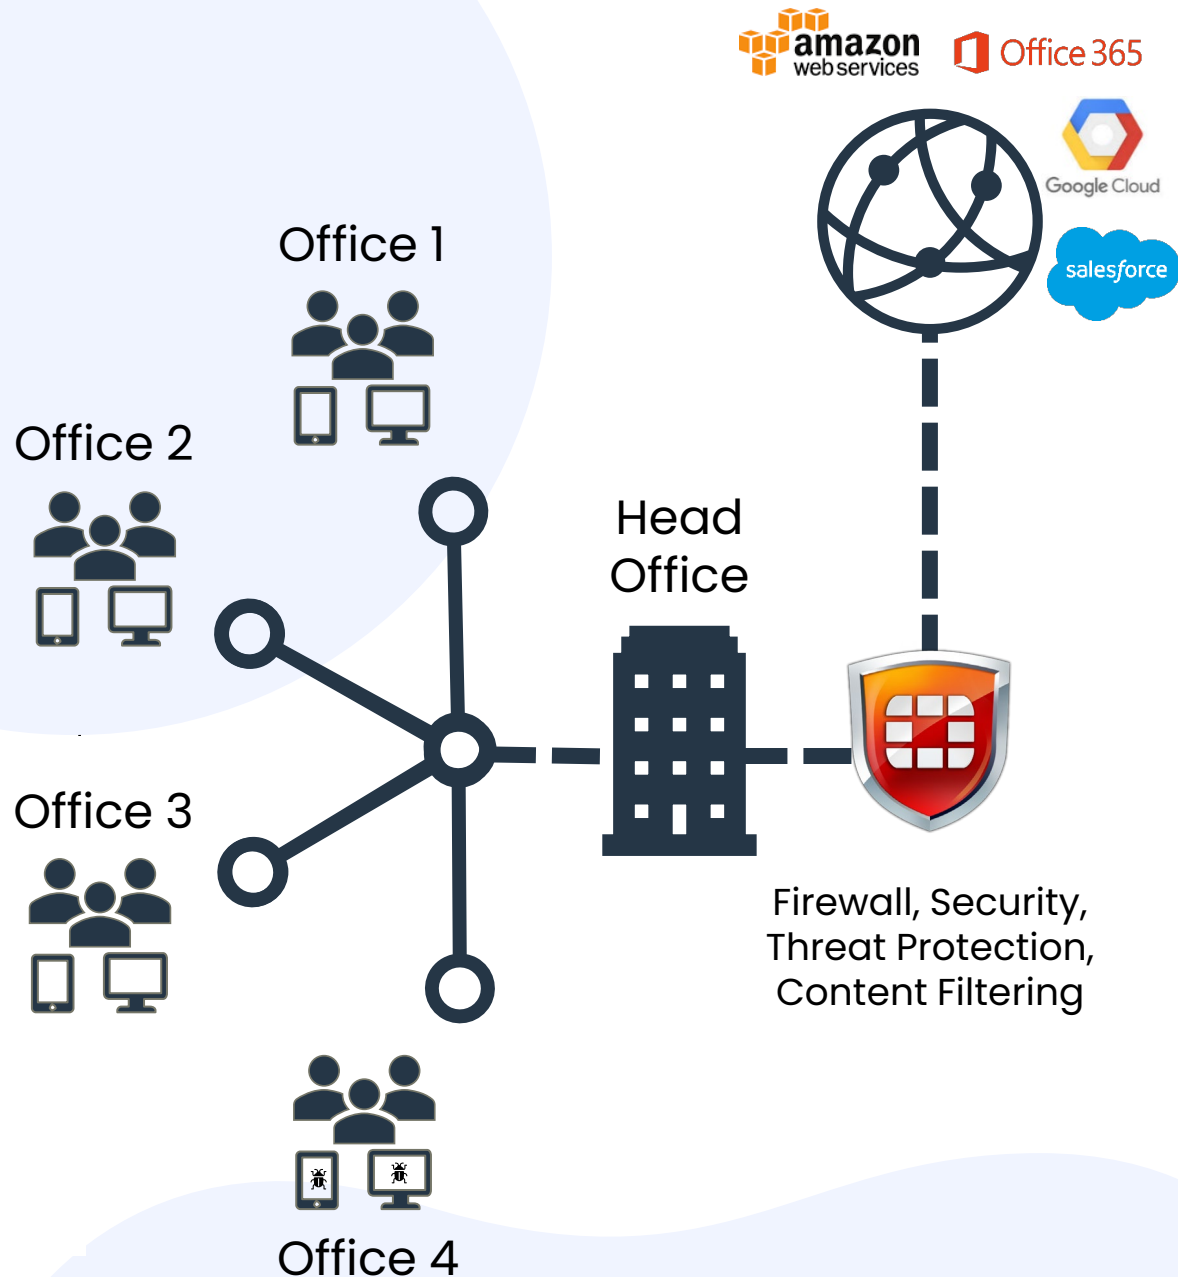 amazon
web services
Office 365
Google Cloud
salesforce
Office 1
Office 2
Head
Office
Office 3
Firewall, Security,
Threat Protection,
Content Filtering
Office 4